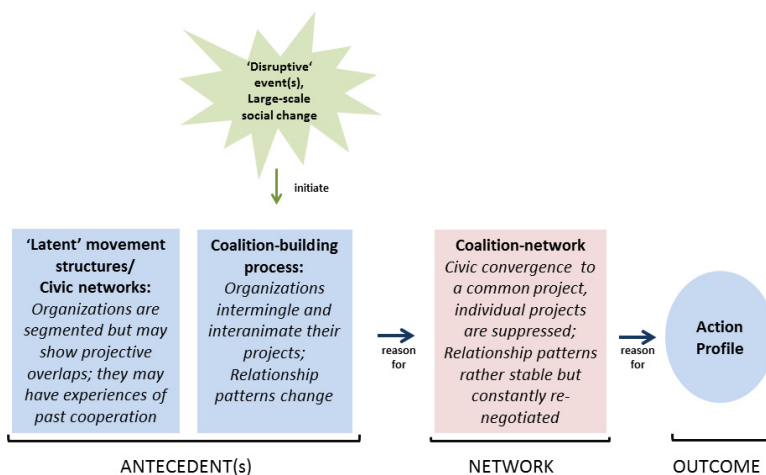 ‘Disruptive‘
event(s),
Large-scale
social change
initiate
‘Latent’ movement
structures/
Civic networks:
Organizations are
segmented but may
show projective
overlaps; they may
have experiences of
past cooperation
Coalition-building
process:
Organizations
intermingle and
interanimate their
projects;
Relationship
patterns change
reason
for
Coalition-network
Civic convergence to
a common project,
individual projects
are suppressed;
Relationship patterns
rather stable but
constantly re-
negotiated
reason
for
Action
Profile
ANTECEDENT(s)
NETWORK
OUTCOME